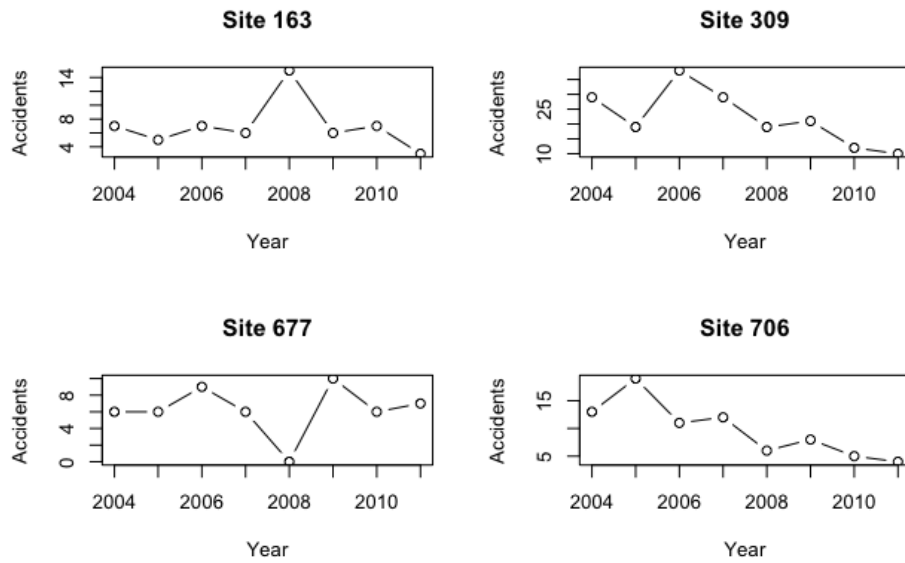 Site 163
Accidents
14
8
4
2004 2006 2008 2010
Year
Site 309
Accidents
25
10
2004 2006 2008 2010
Year
Site 677
Accidents
8
4
0
2004 2006 2008 2010
Year
Site 706
Accidents
15
5
2004 2006 2008 2010
Year